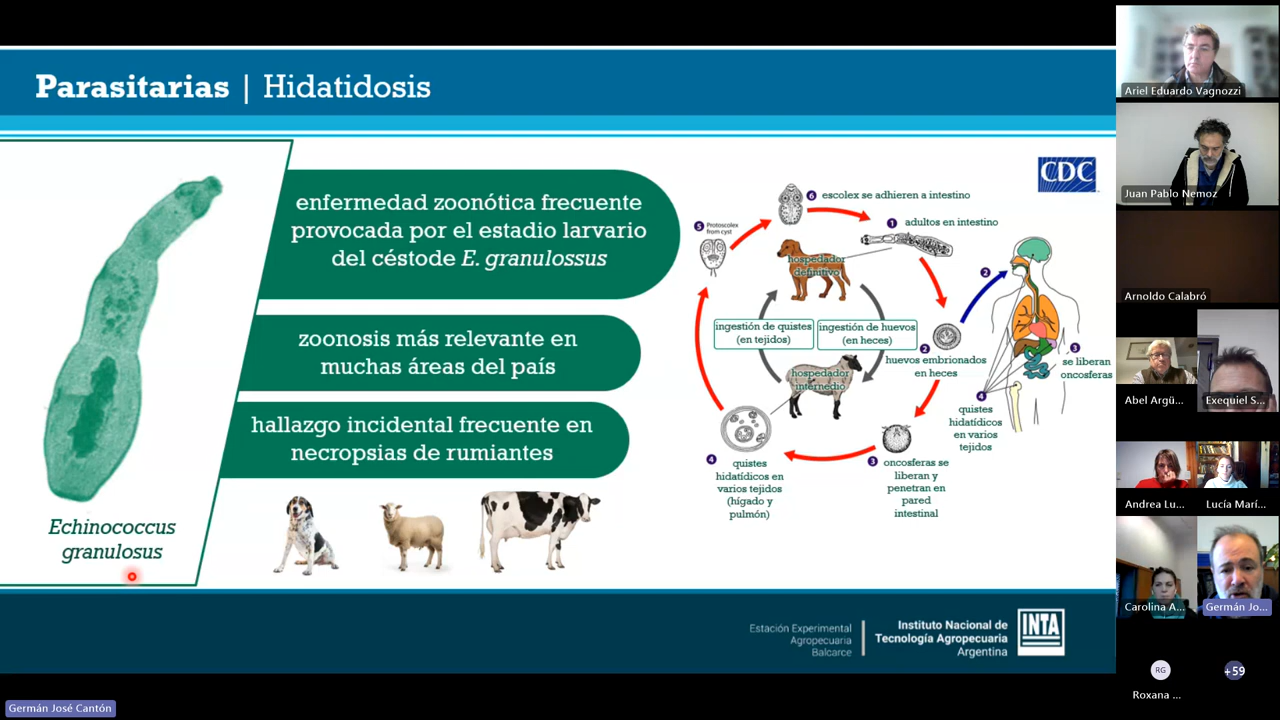 Parasitarias | Hidatidosis
enfermedad zoonótica frecuente
provocada por el estadio larvario
del céstode E. granulossus
zoonosis más relevante en
muchas áreas del país
hallazgo incidental frecuente en
necropsias de rumiantes
Echinococcus
granulosus
CDC
6 escolex se adhieren a intestino
5 Protoscolex
from cyst
1 adultos en intestino
hospedador
definitivo
2
ingestión de quistes
(en tejidos)
ingestión de huevos
(en heces)
2 huevos embrionados
en heces
3
se liberan
oncosferas
hospedador
intermedio
4
quistes
hidatídicos
en varios
tejidos
4
quistes
hidatídicos en
varios tejidos
(hígado y
pulmón)
3 oncosferas se
liberan y
penetran en
pared
intestinal
Estación Experimental
Agropecuaria
Balcarce
Instituto Nacional de
Tecnología Agropecuaria
Argentina
INTA
Germán José Cantón
Ariel Eduardo Vagnozzi
Juan Pablo Nemoz
Arnoldo Calabró
Abel Argü... Exequiel S...
Andrea Lu... Lucía Marí...
Carolina A... Germán Jo...
RG +59
Roxana ...